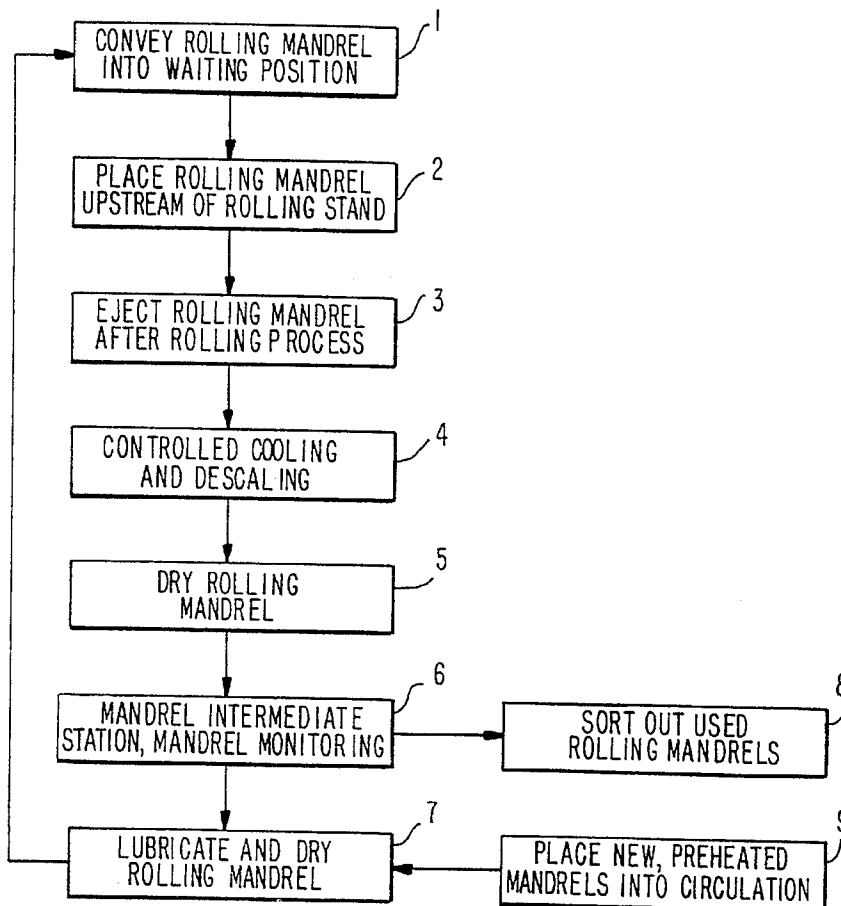 1
CONVEY ROLLING MANDREL
INTO WAITING POSITION
2
PLACE ROLLING MANDREL
UPSTREAM OF ROLLING STAND
3
EJECT ROLLING MANDREL
AFTER ROLLING PROCESS
4
CONTROLLED COOLING
AND DESCALING
5
DRY ROLLING
MANDREL
6
MANDREL INTERMEDIATE
STATION, MANDREL MONITORING
8
SORT OUT USED
ROLLING MANDRELS
7
LUBRICATE AND DRY
ROLLING MANDREL
9
PLACE NEW, PREHEATED
MANDRELS INTO CIRCULATION